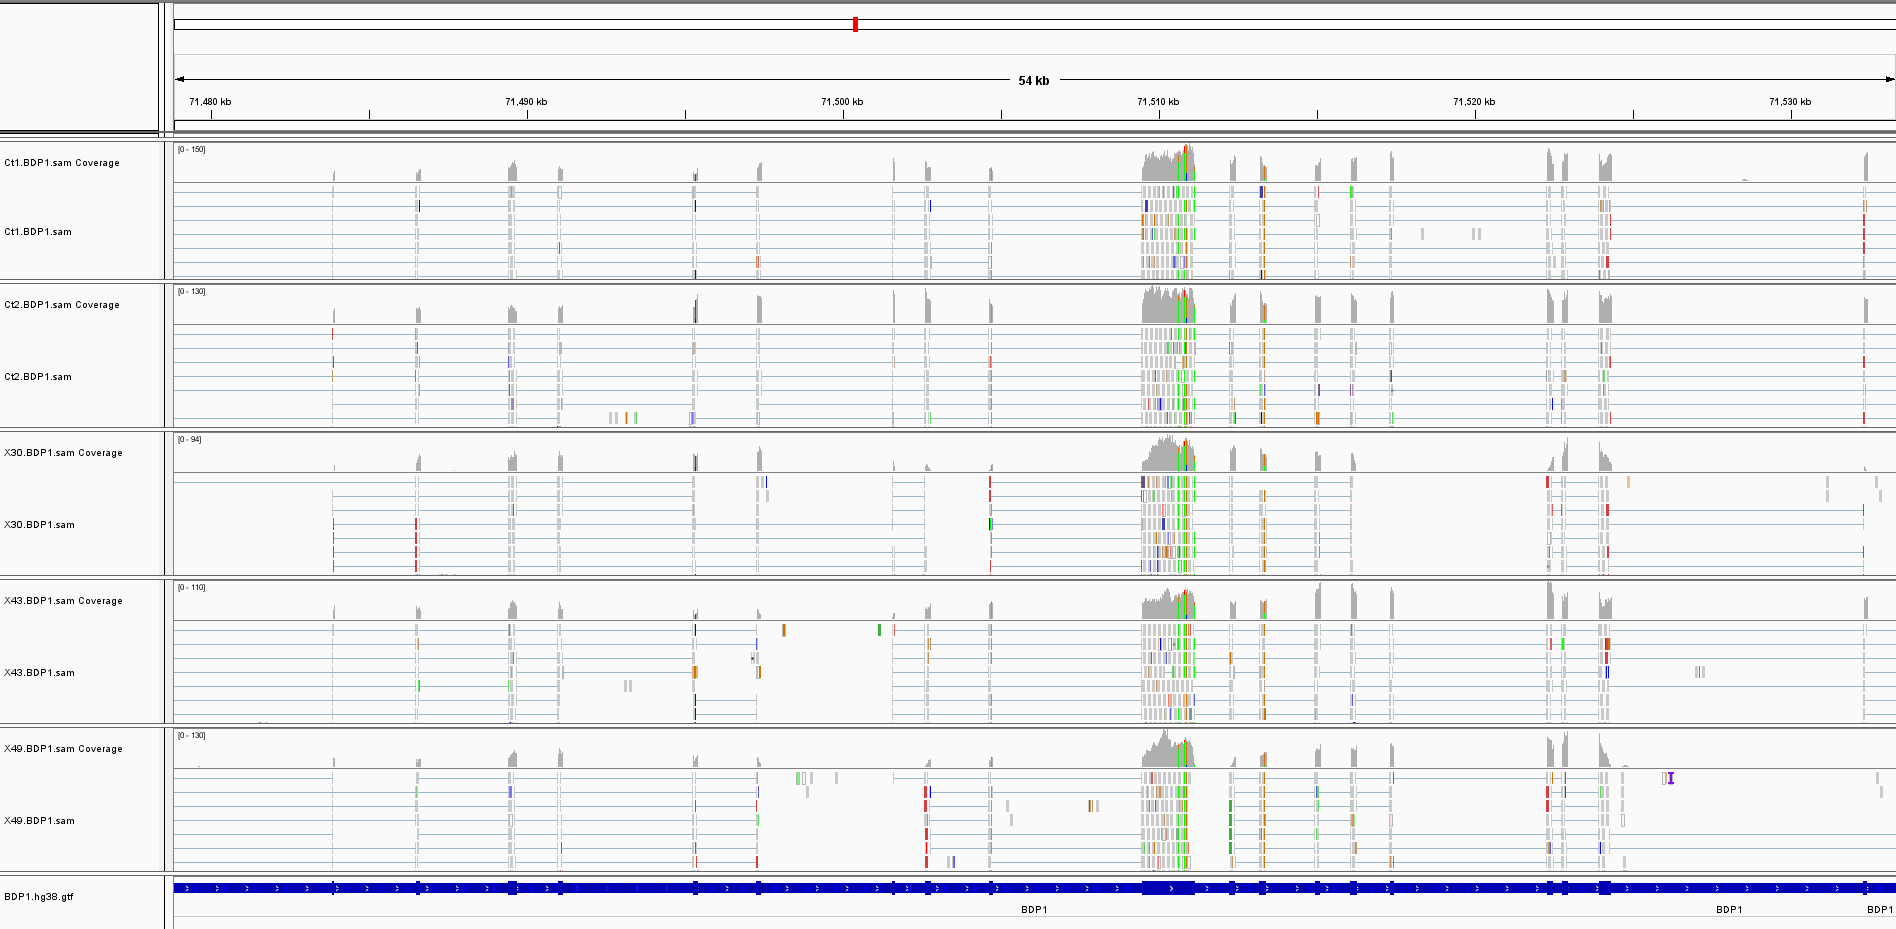 54 kb
71,480 kb 71,490 kb 71,500 kb 71,510 kb 71,520 kb 71,530 kb
[0 - 150]
Ct1.BDP1.sam Coverage
Ct1.BDP1.sam
[0 - 130]
Ct2.BDP1.sam Coverage
Ct2.BDP1.sam
[0 - 94]
X30.BDP1.sam Coverage
X30.BDP1.sam
[0 - 110]
X43.BDP1.sam Coverage
X43.BDP1.sam
[0 - 130]
X49.BDP1.sam Coverage
X49.BDP1.sam
BDP1.hg38.gtf
BDP1 BDP1 BDP1